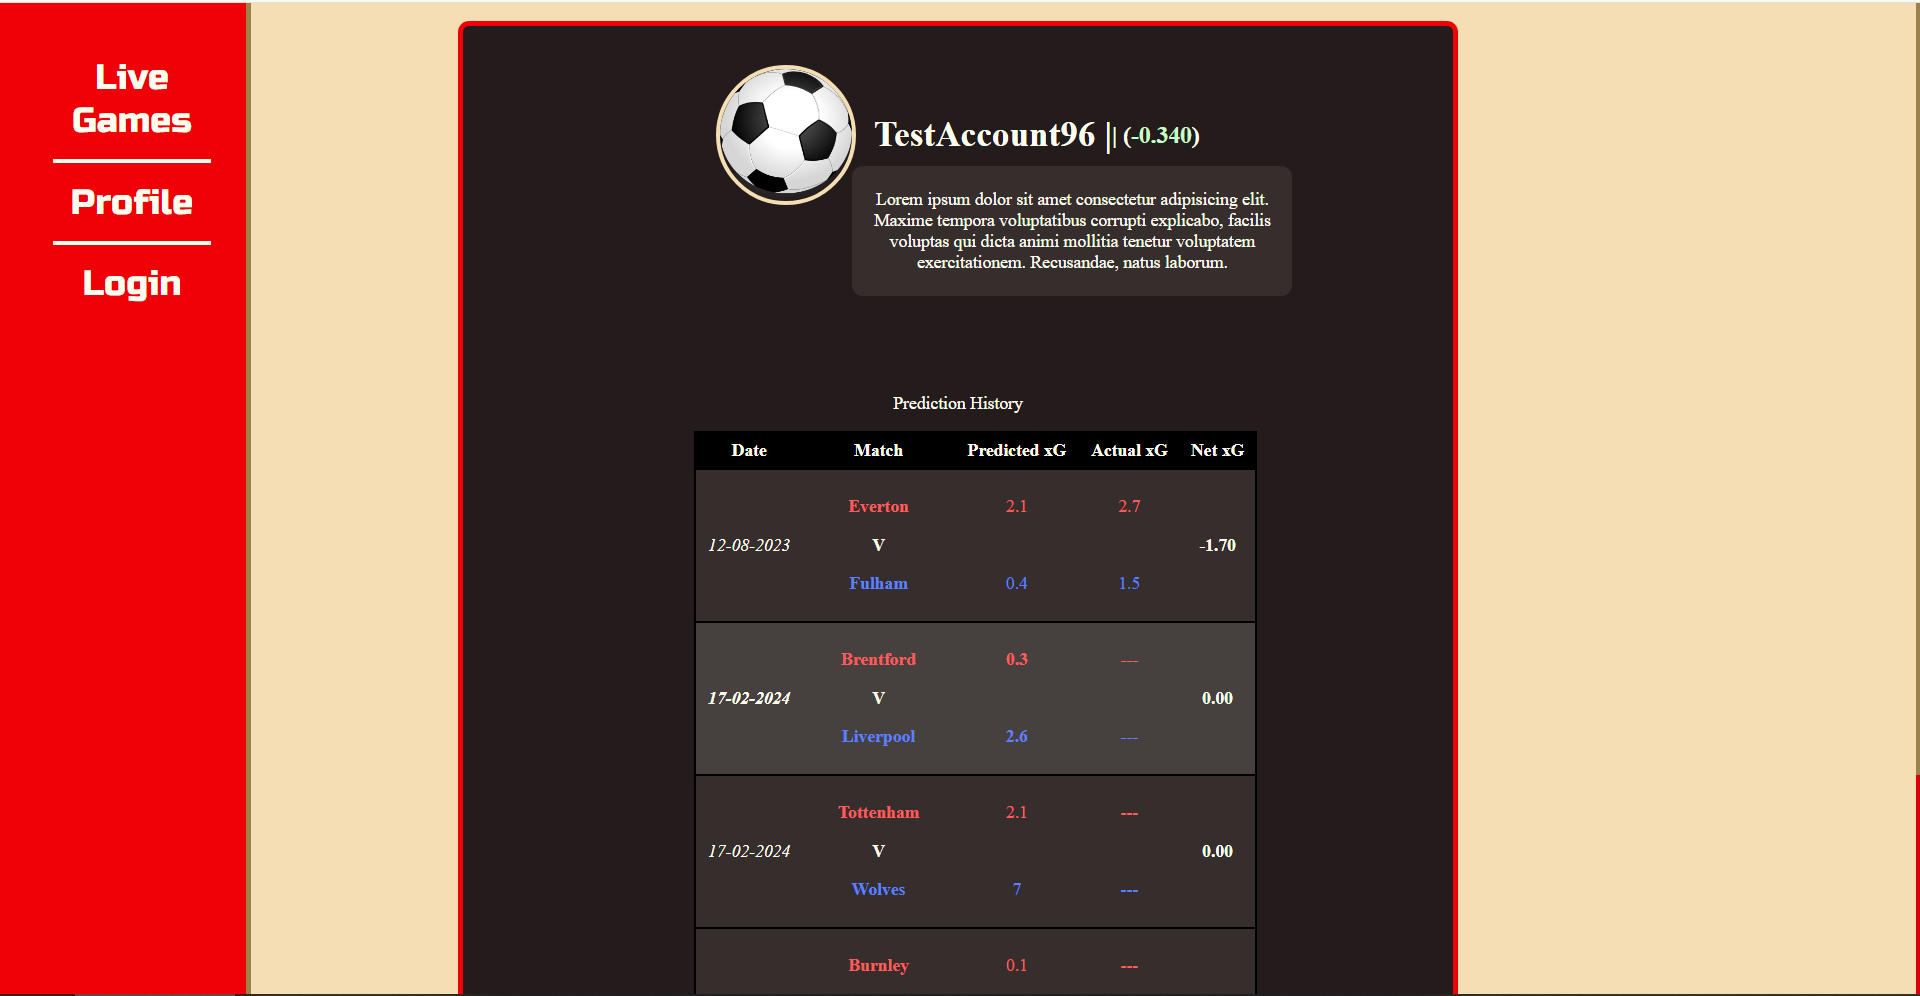 Live
Games
Profile
Login
TestAccount96 || (-0.340)
Lorem ipsum dolor sit amet consectetur adipisicing elit.
Maxime tempora voluptatibus corrupti explicabo, facilis
voluptas qui dicta animi mollitia tenetur voluptatem
exercitationem. Recusandae, natus laborum.
Prediction History
Date Match Predicted xG Actual xG Net xG
Everton 2.1 2.7
12-08-2023 V -1.70
Fulham 0.4 1.5
Brentford 0.3 ---
17-02-2024 V 0.00
Liverpool 2.6 ---
Tottenham 2.1 ---
17-02-2024 V 0.00
Wolves 7 ---
Burnley 0.1 ---